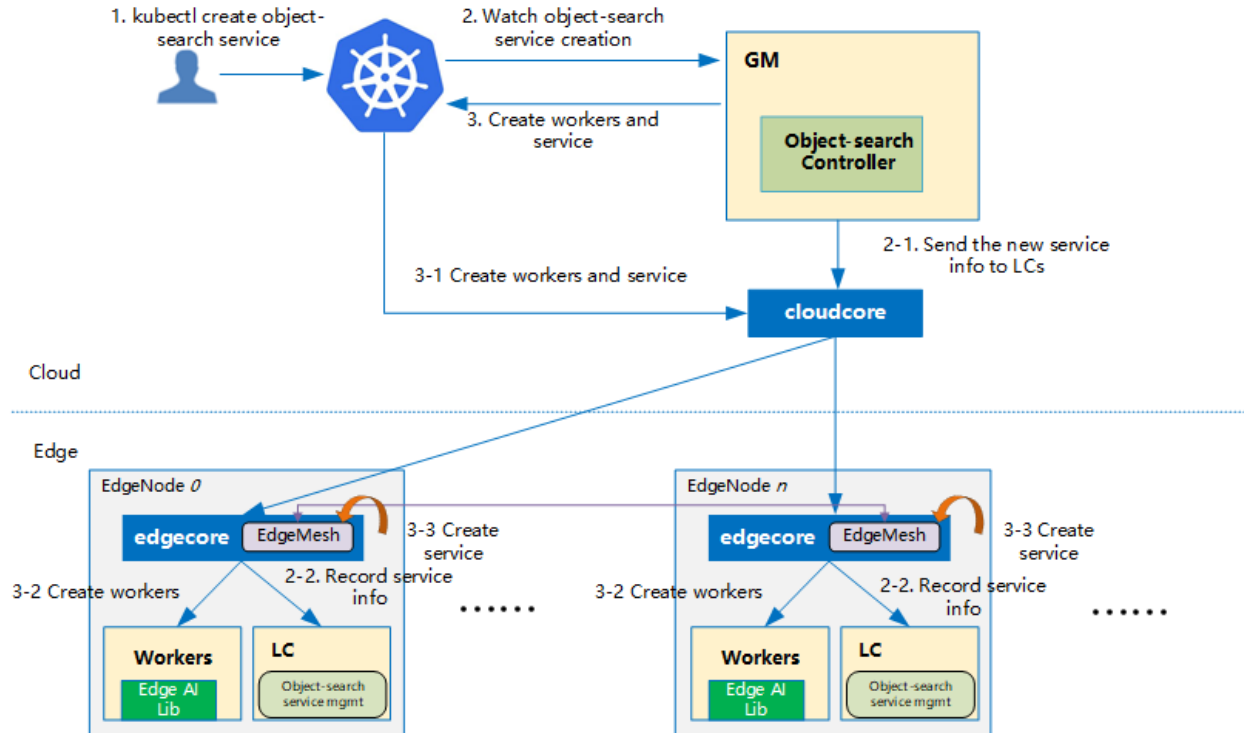 1. kubectl create object-
search service
2. Watch object-search
service creation
GM
3. Create workers and
service
Object-search
Controller
2-1. Send the new service
info to LCs
3-1 Create workers and service
cloudcore
Cloud
Edge
EdgeNode 0
edgecore
EdgeMesh
3-3 Create
service
3-2 Create workers
2-2. Record service
info
......
Workers
Edge AI
Lib
LC
Object-search
service mgmt
EdgeNode n
edgecore
EdgeMesh
3-3 Create
service
3-2 Create workers
2-2. Record service
info
......
Workers
Edge AI
Lib
LC
Object-search
service mgmt